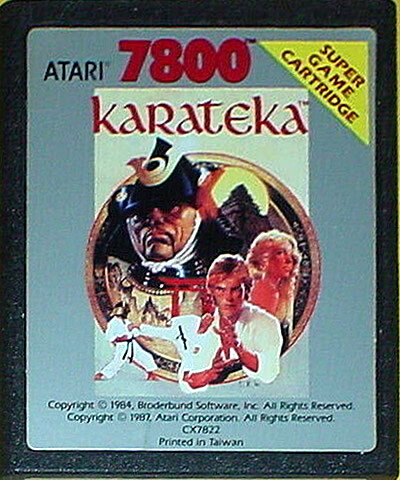 ATARI® 7800™
SUPER
GAME
CARTRIDGE
KARATEKA™
Copyright © 1984, Broderbund Software, Inc. All Rights Reserved.
Copyright © 1987, Atari Corporation. All Rights Reserved.
CX7822
Printed in Taiwan